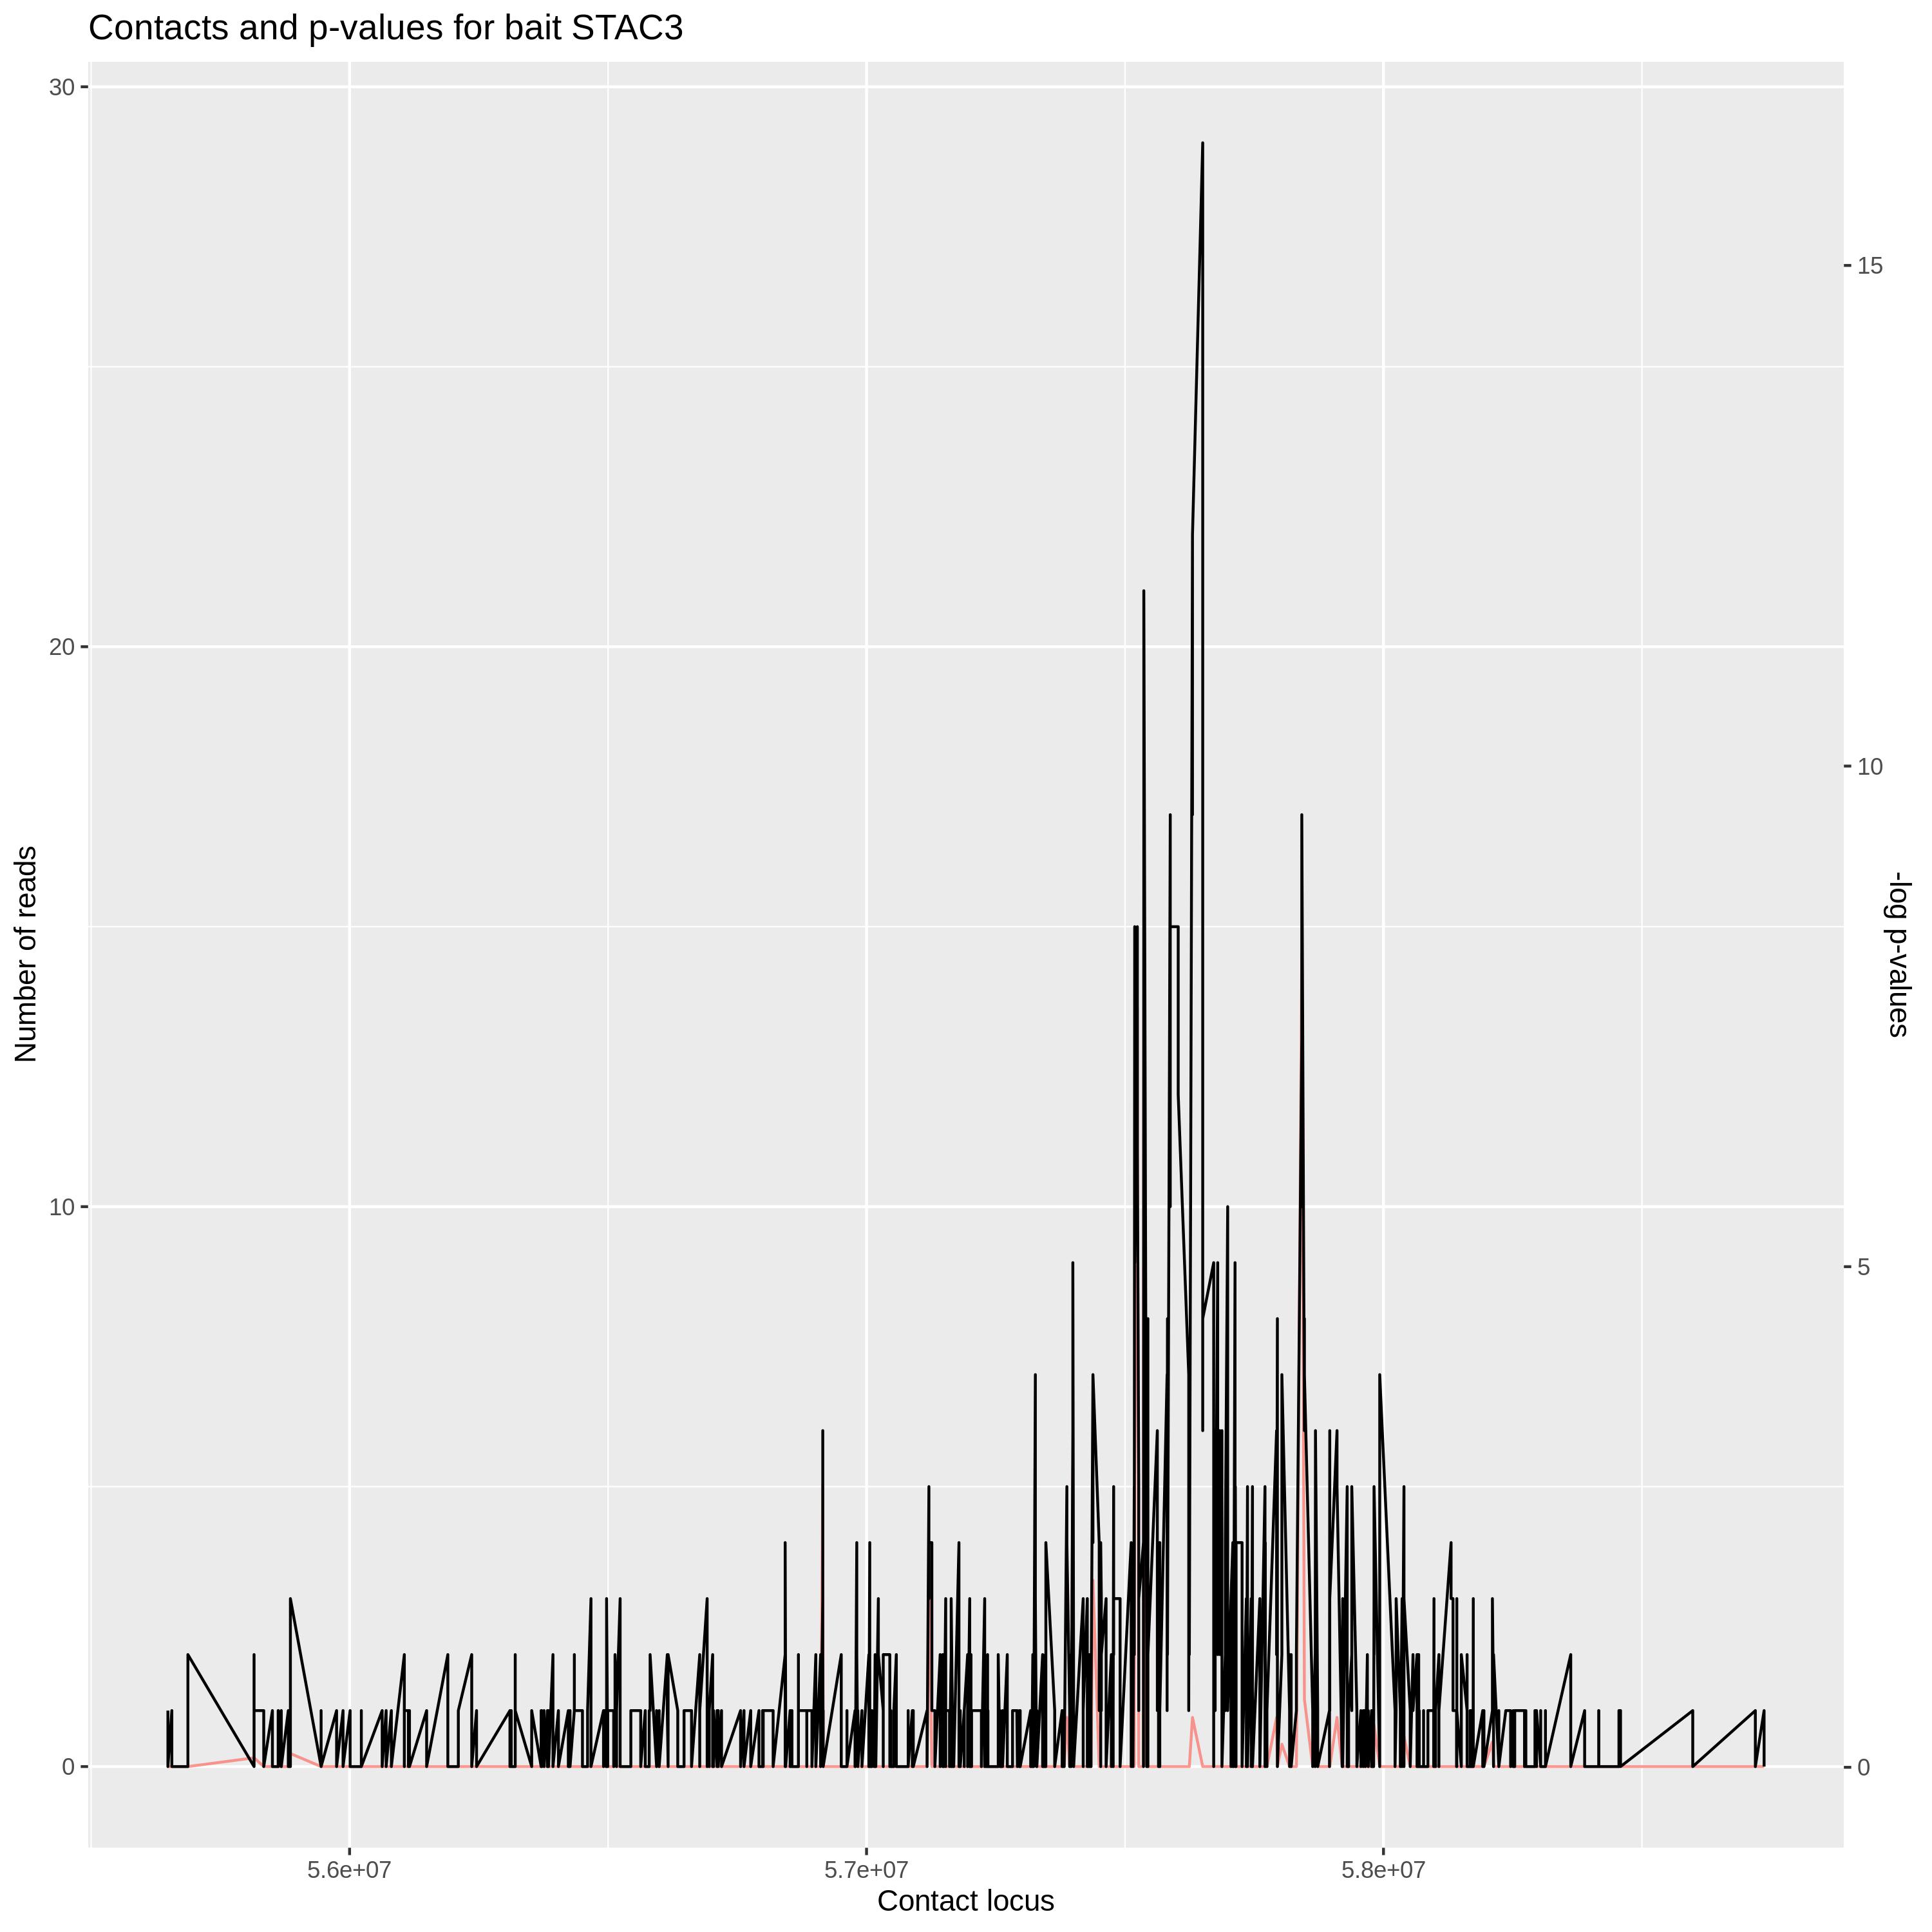 Contacts and p-values for bait STAC3
30
20
10
0
Number of reads
15
10
5
0
-log p-values
5.6e+07
5.7e+07
5.8e+07
Contact locus